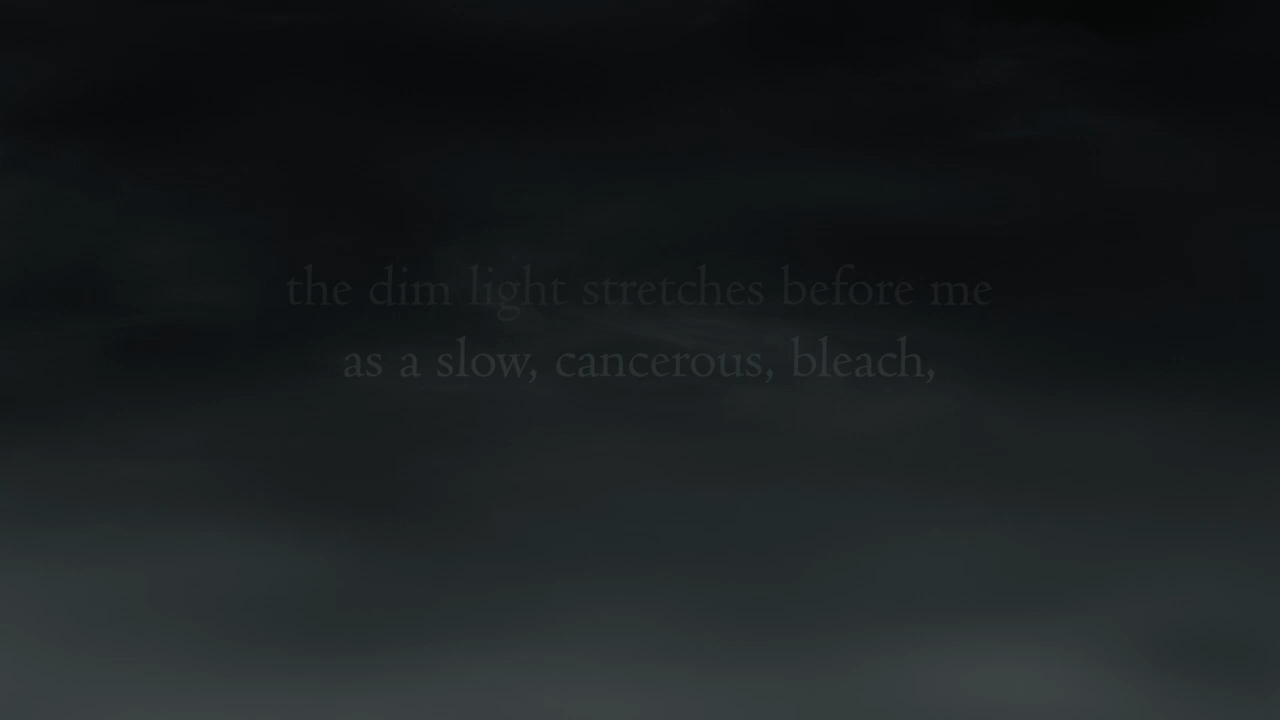 the dim light stretches before me
as a slow, cancerous, bleach,